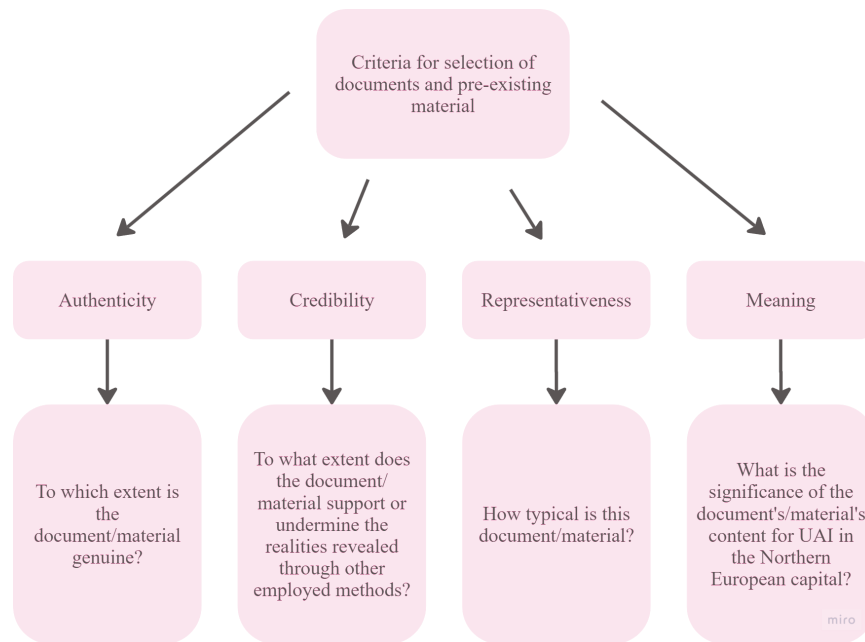 Criteria for selection of
documents and pre-existing
material
Authenticity
Credibility
Representativeness
Meaning
To which extent is
the
document/material
genuine?
To what extent does
the document/
material support or
undermine the
realities revealed
through other
employed methods?
How typical is this
document/material?
What is the
significance of the
document's/material's
content for UAI in
the Northern
European capital?
miro